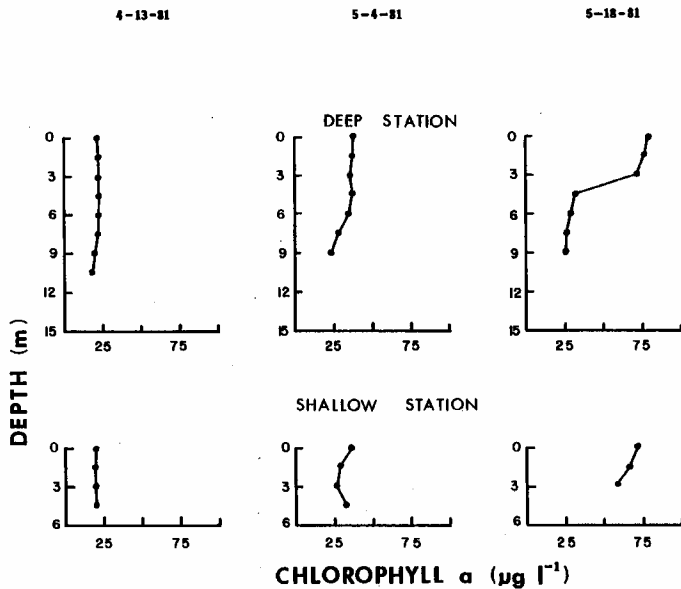 4-13-81 5-4-81 5-18-81
DEEP STATION
0 0 0
3 3 3
6 6 6
9 9 9
12 12 12
15 15 15
25 75 25 75 25 75
SHALLOW STATION
0 0 0
3 3 3
6 6 6
25 75 25 75 25 75
DEPTH (m)
CHLOROPHYLL a (µg l⁻¹)